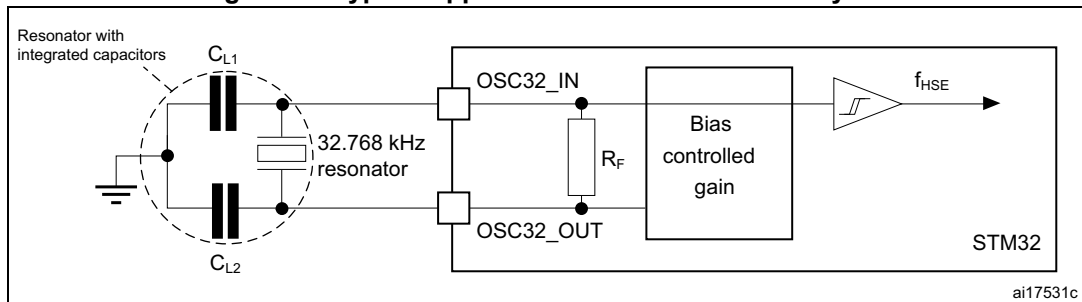 Resonator with
integrated capacitors
CL1
OSC32_IN
fHSE
32.768 kHz
resonator
RF
Bias
controlled
gain
OSC32_OUT
STM32
CL2
ai17531c